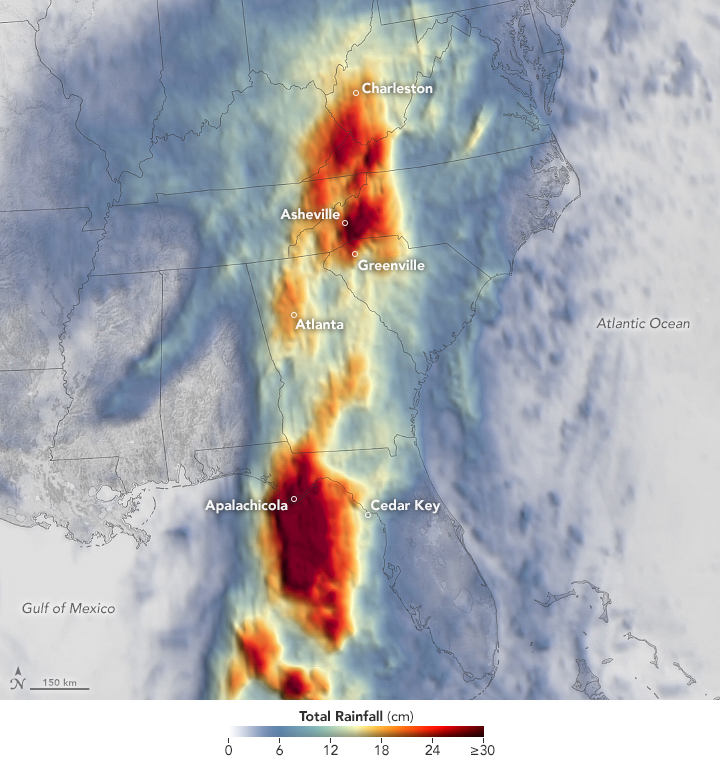 Charleston
Asheville
Greenville
Atlanta
Atlantic Ocean
Apalachicola
Cedar Key
Gulf of Mexico
N
150 km
Total Rainfall (cm)
0 6 12 18 24 ≥30